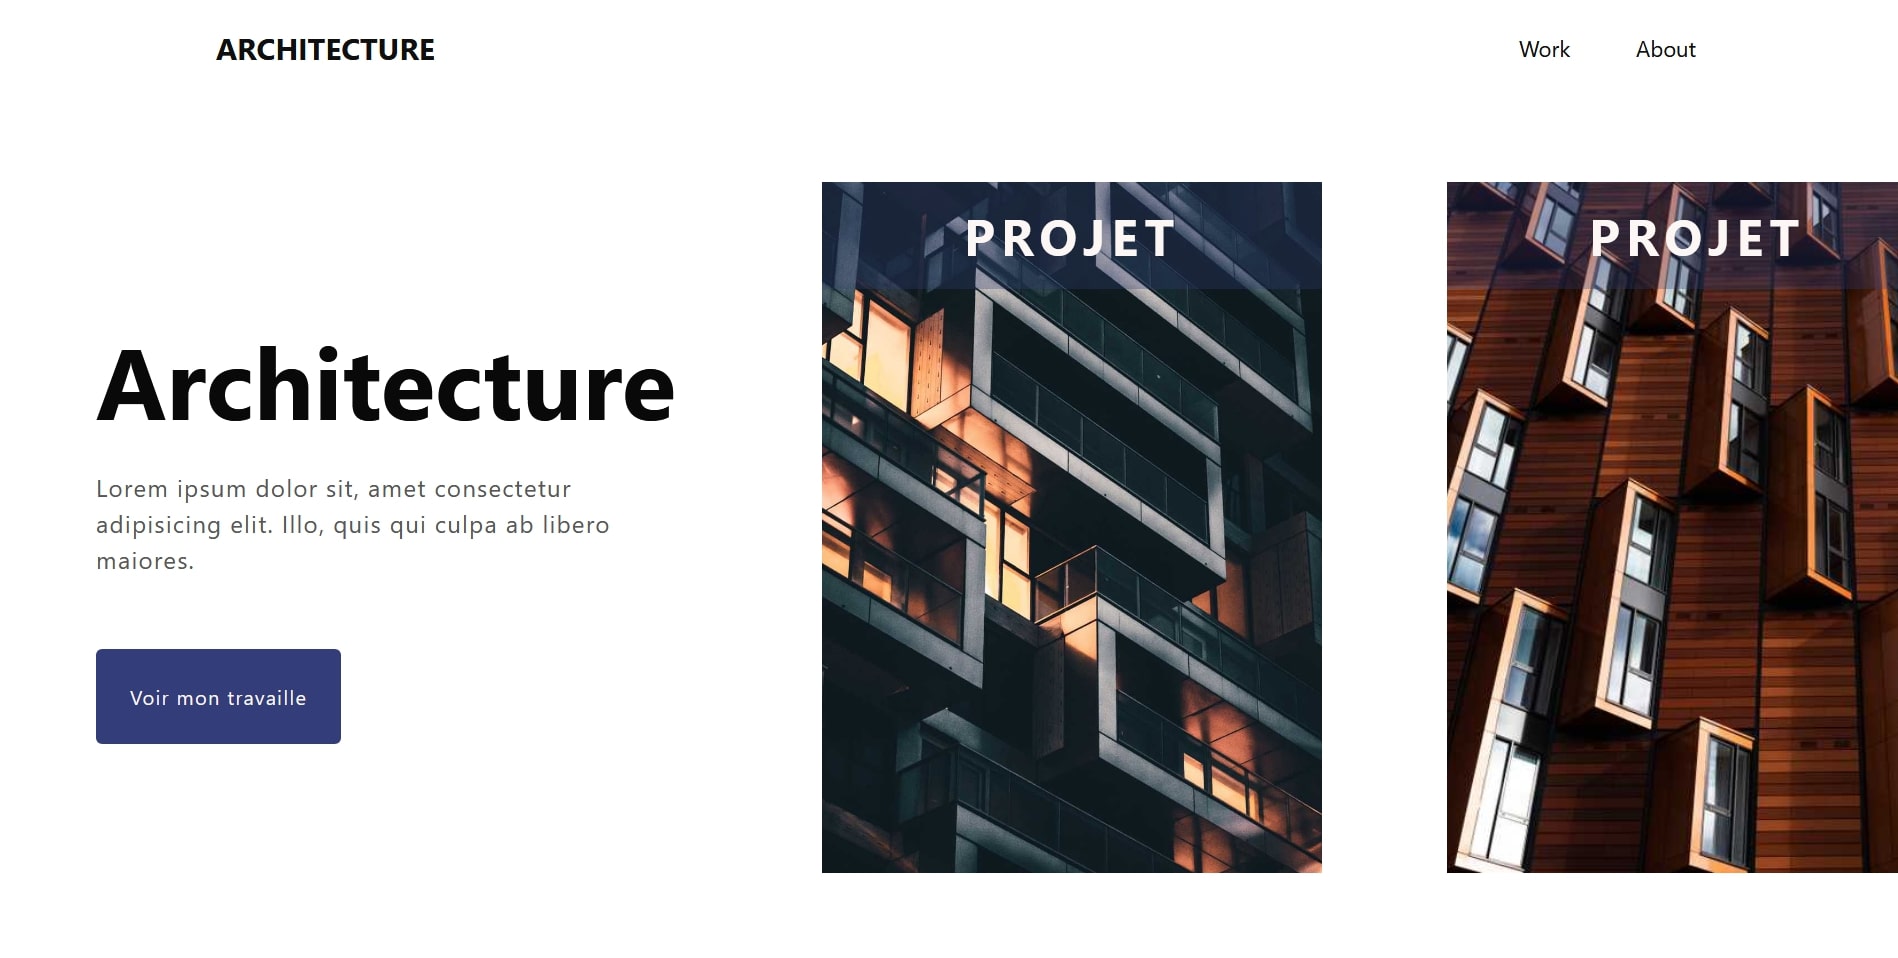 ARCHITECTURE
Work
About
PROJET
PROJET
Architecture
Lorem ipsum dolor sit, amet consectetur
adipisicing elit. Illo, quis qui culpa ab libero
maiores.
Voir mon travaille